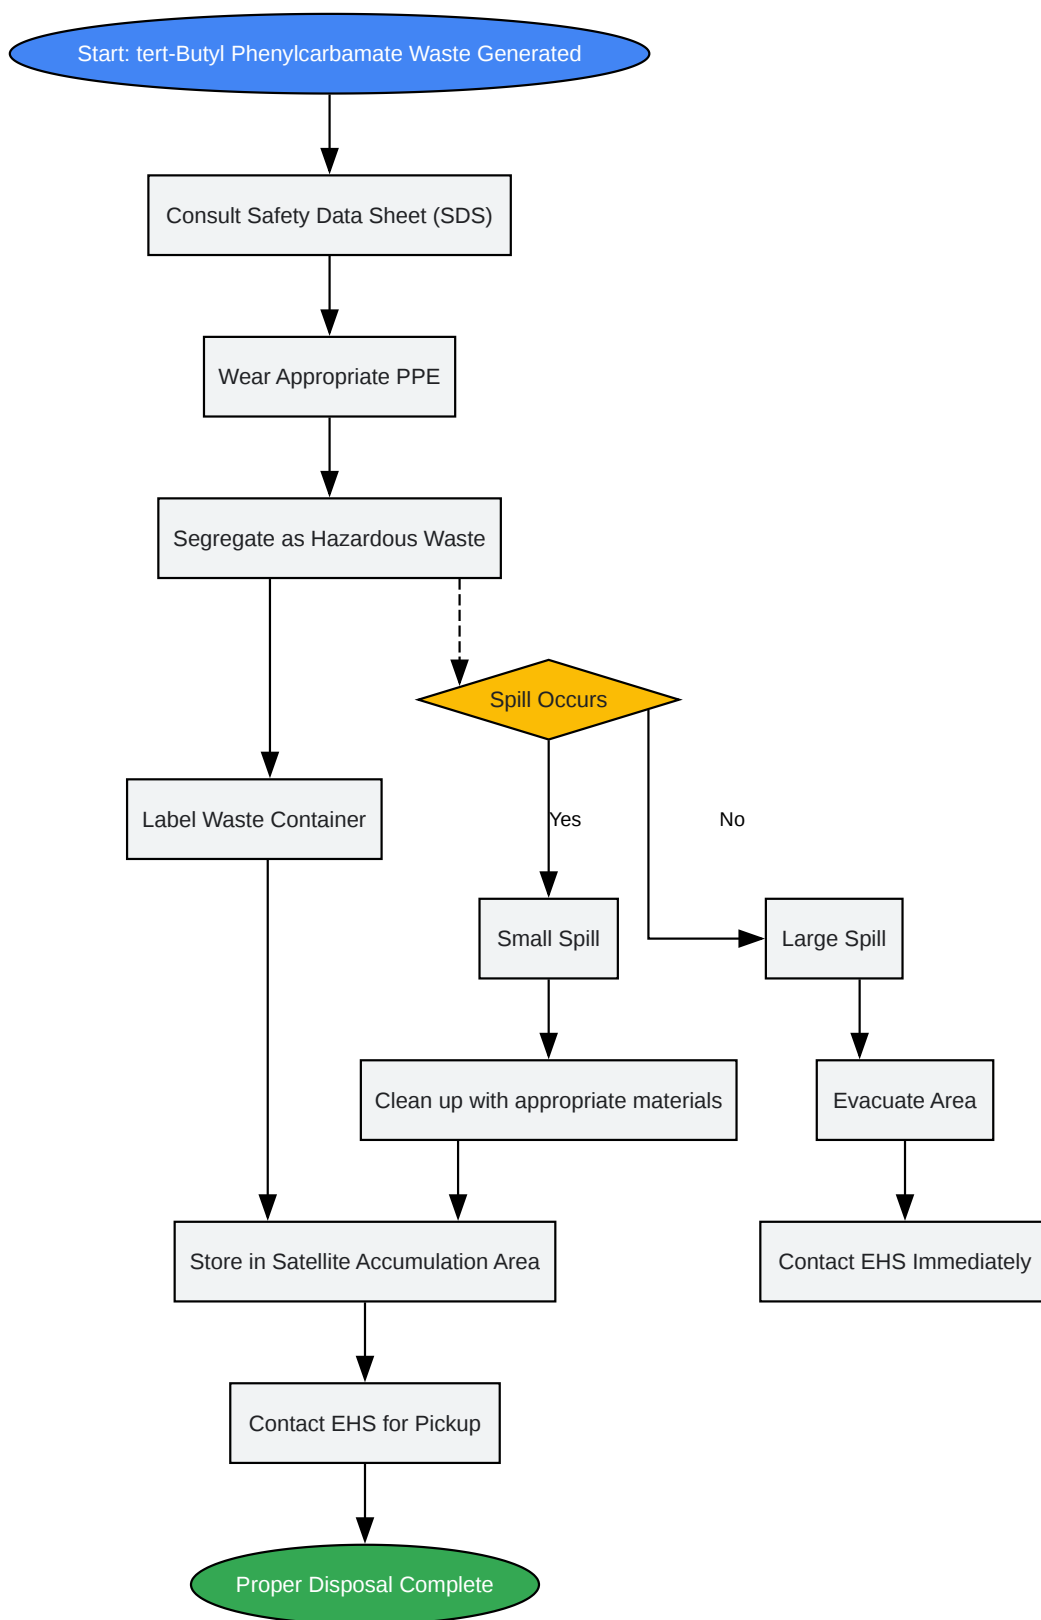 Start: tert-Butyl Phenylcarbamate Waste Generated
Consult Safety Data Sheet (SDS)
Wear Appropriate PPE
Segregate as Hazardous Waste
Spill Occurs
Label Waste Container
Yes
No
Small Spill
Large Spill
Clean up with appropriate materials
Evacuate Area
Store in Satellite Accumulation Area
Contact EHS Immediately
Contact EHS for Pickup
Proper Disposal Complete